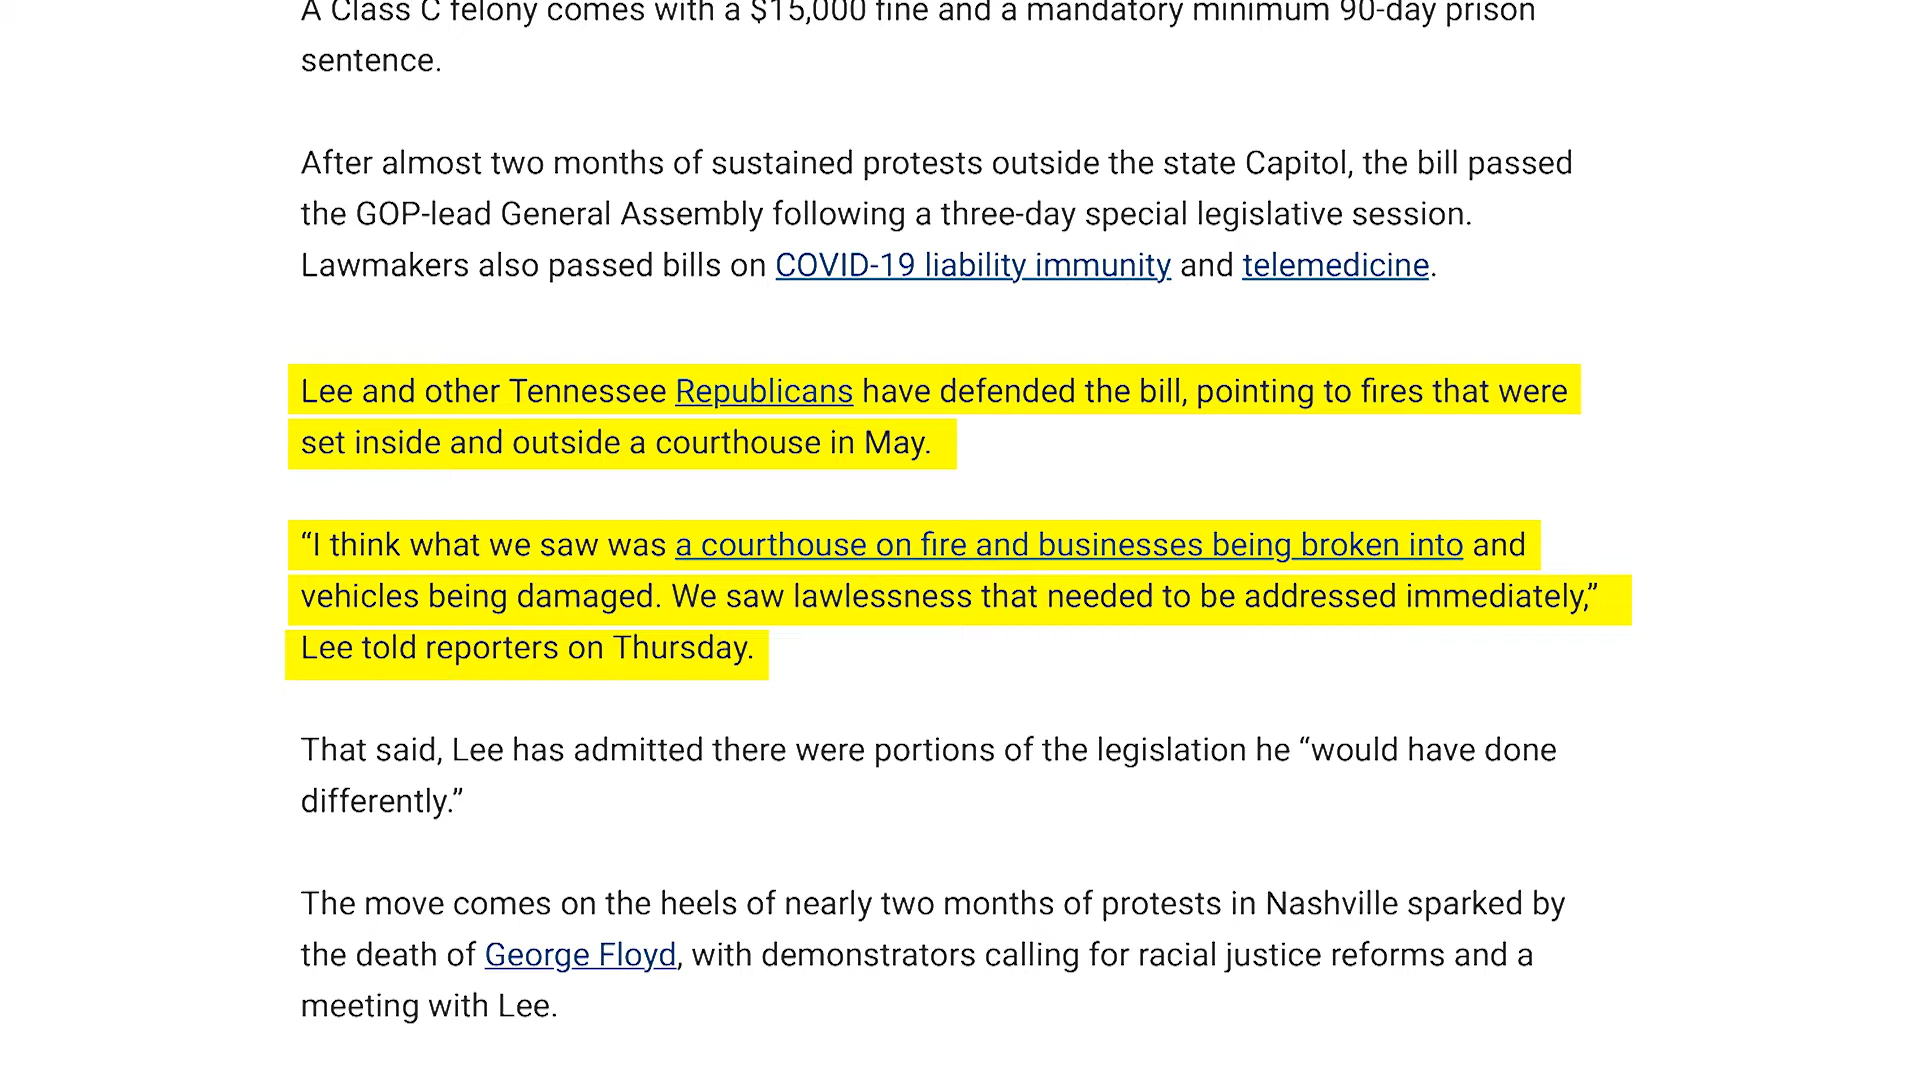 A Class C felony comes with a $15,000 fine and a mandatory minimum 90-day prison
sentence.
After almost two months of sustained protests outside the state Capitol, the bill passed
the GOP-lead General Assembly following a three-day special legislative session.
Lawmakers also passed bills on COVID-19 liability immunity and telemedicine.
Lee and other Tennessee Republicans have defended the bill, pointing to fires that were
set inside and outside a courthouse in May.
“I think what we saw was a courthouse on fire and businesses being broken into and
vehicles being damaged. We saw lawlessness that needed to be addressed immediately,”
Lee told reporters on Thursday.
That said, Lee has admitted there were portions of the legislation he “would have done
differently.”
The move comes on the heels of nearly two months of protests in Nashville sparked by
the death of George Floyd, with demonstrators calling for racial justice reforms and a
meeting with Lee.